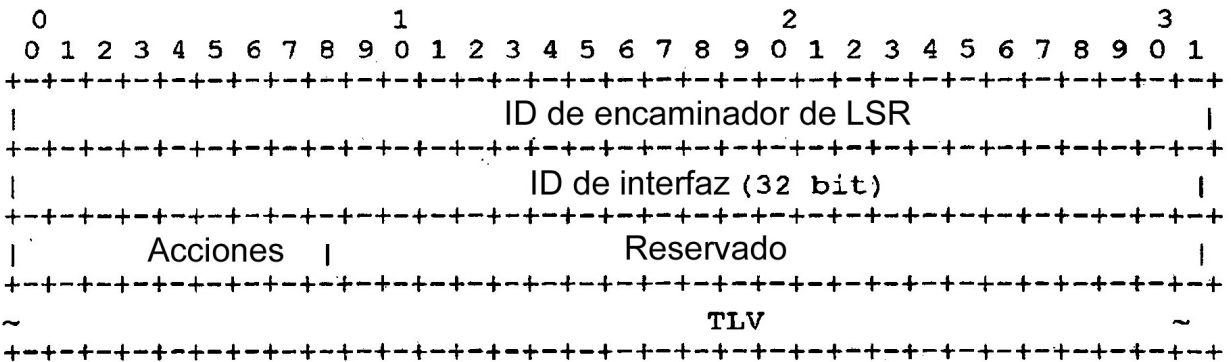 0 1 2 3
0 1 2 3 4 5 6 7 8 9 0 1 2 3 4 5 6 7 8 9 0 1 2 3 4 5 6 7 8 9 0 1
+-+-+-+-+-+-+-+-+-+-+-+-+-+-+-+-+-+-+-+-+-+-+-+-+-+-+-+-+-+-+-+-+
| ID de encaminador de LSR |
+-+-+-+-+-+-+-+-+-+-+-+-+-+-+-+-+-+-+-+-+-+-+-+-+-+-+-+-+-+-+-+-+
| ID de interfaz (32 bit) |
+-+-+-+-+-+-+-+-+-+-+-+-+-+-+-+-+-+-+-+-+-+-+-+-+-+-+-+-+-+-+-+-+
| Acciones | Reservado |
+-+-+-+-+-+-+-+-+-+-+-+-+-+-+-+-+-+-+-+-+-+-+-+-+-+-+-+-+-+-+-+-+
~ TLV ~
+-+-+-+-+-+-+-+-+-+-+-+-+-+-+-+-+-+-+-+-+-+-+-+-+-+-+-+-+-+-+-+-+